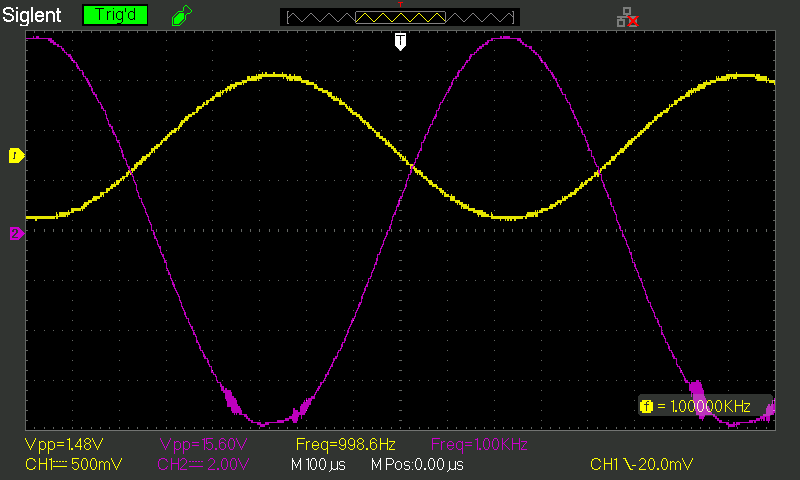 Siglent Trig'd T
T
1
2
f = 1.00000KHz
Vpp=1.48V Vpp=15.60V Freq=998.6Hz Freq=1.00KHz
CH1 500mV CH2 2.00V M 100µs M Pos:0.00µs CH1 -20.0mV